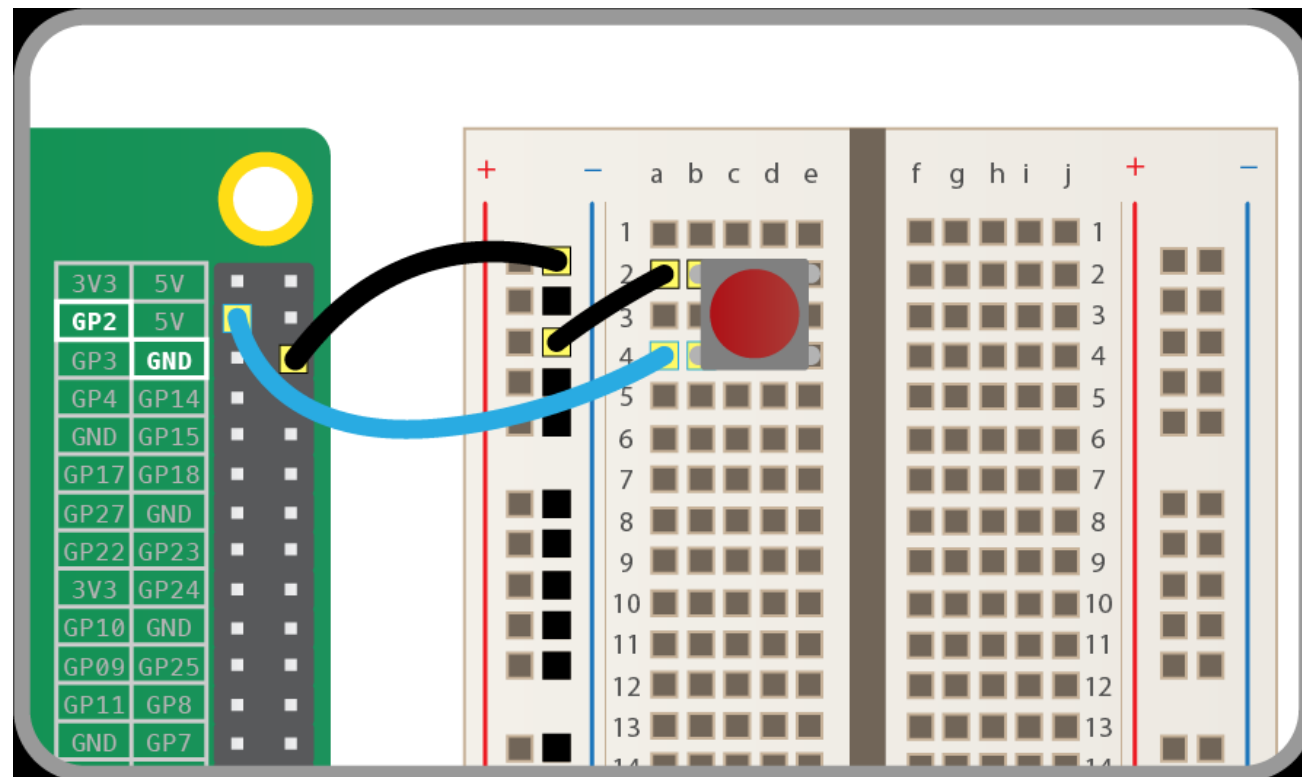 + − a b c d e f g h i j + −
1 1
3V3 5V 2 2
GP2 5V 3 3
GP3 GND 4 4
GP4 GP14 5 5
GND GP15 6 6
GP17 GP18 7 7
GP27 GND 8 8
GP22 GP23 9 9
3V3 GP24 10 10
GP10 GND 11 11
GP09 GP25 12 12
GP11 GP8 13 13
GND GP7 14 14